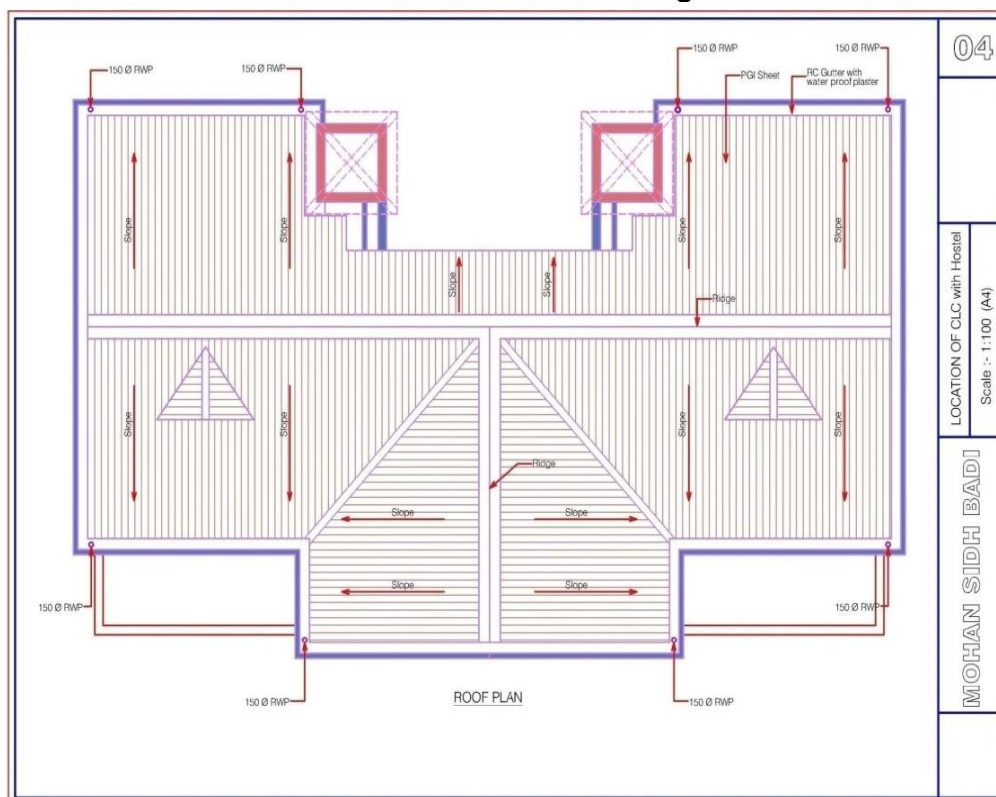 150 Ø RWP
150 Ø RWP
150 Ø RWP
150 Ø RWP
PGI Sheet
RC Gutter with
water proof plaster
04
Slope
Slope
Slope
Slope
Slope
Slope
Ridge
LOCATION OF CLC with Hostel
Scale :- 1:100 (A4)
Slope
Slope
Slope
Slope
Ridge
Slope
Slope
Slope
Slope
150 Ø RWP
150 Ø RWP
150 Ø RWP
150 Ø RWP
ROOF PLAN
MOHAN SIDH BADI